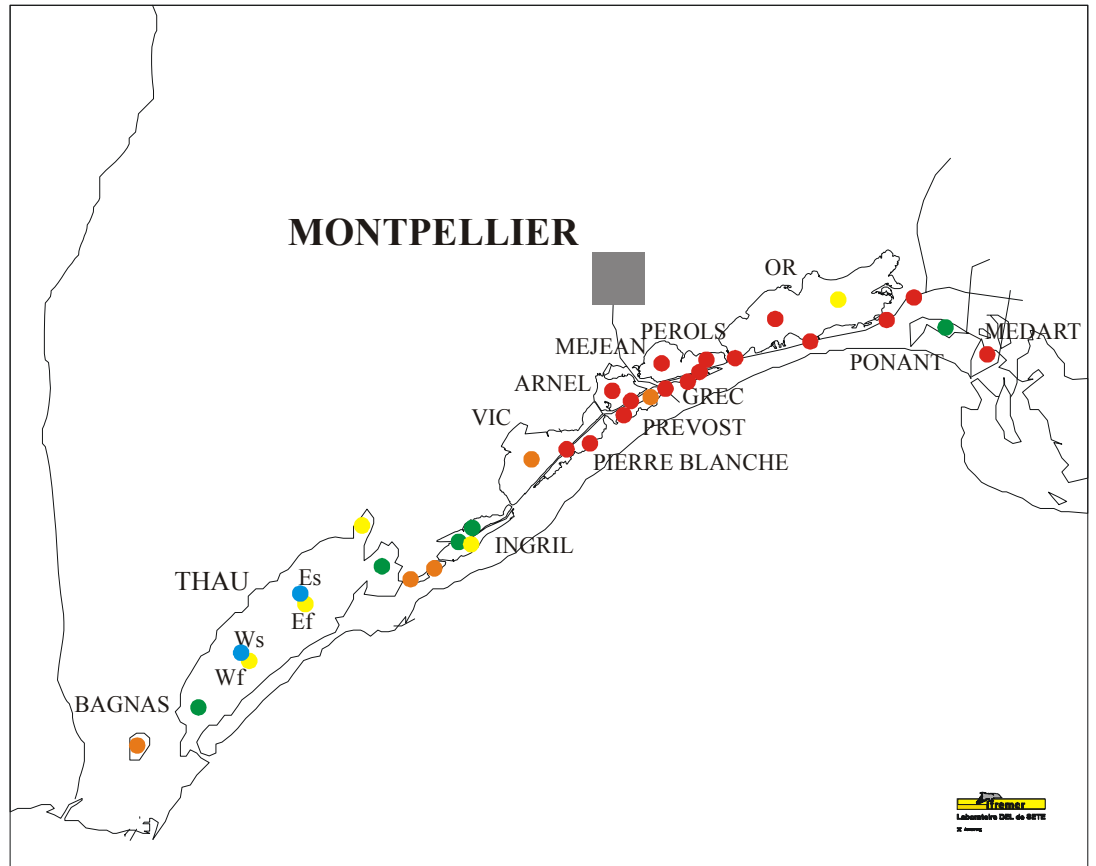 MONTPELLIER
OR
PEROLS
MEJEAN
MEDART
PONANT
ARNEL
GREC
VIC
PREVOST
PIERRE BLANCHE
INGRIL
THAU
Es
Ef
Ws
Wf
BAGNAS
Ifremer
Laboratoire DEL de SETE